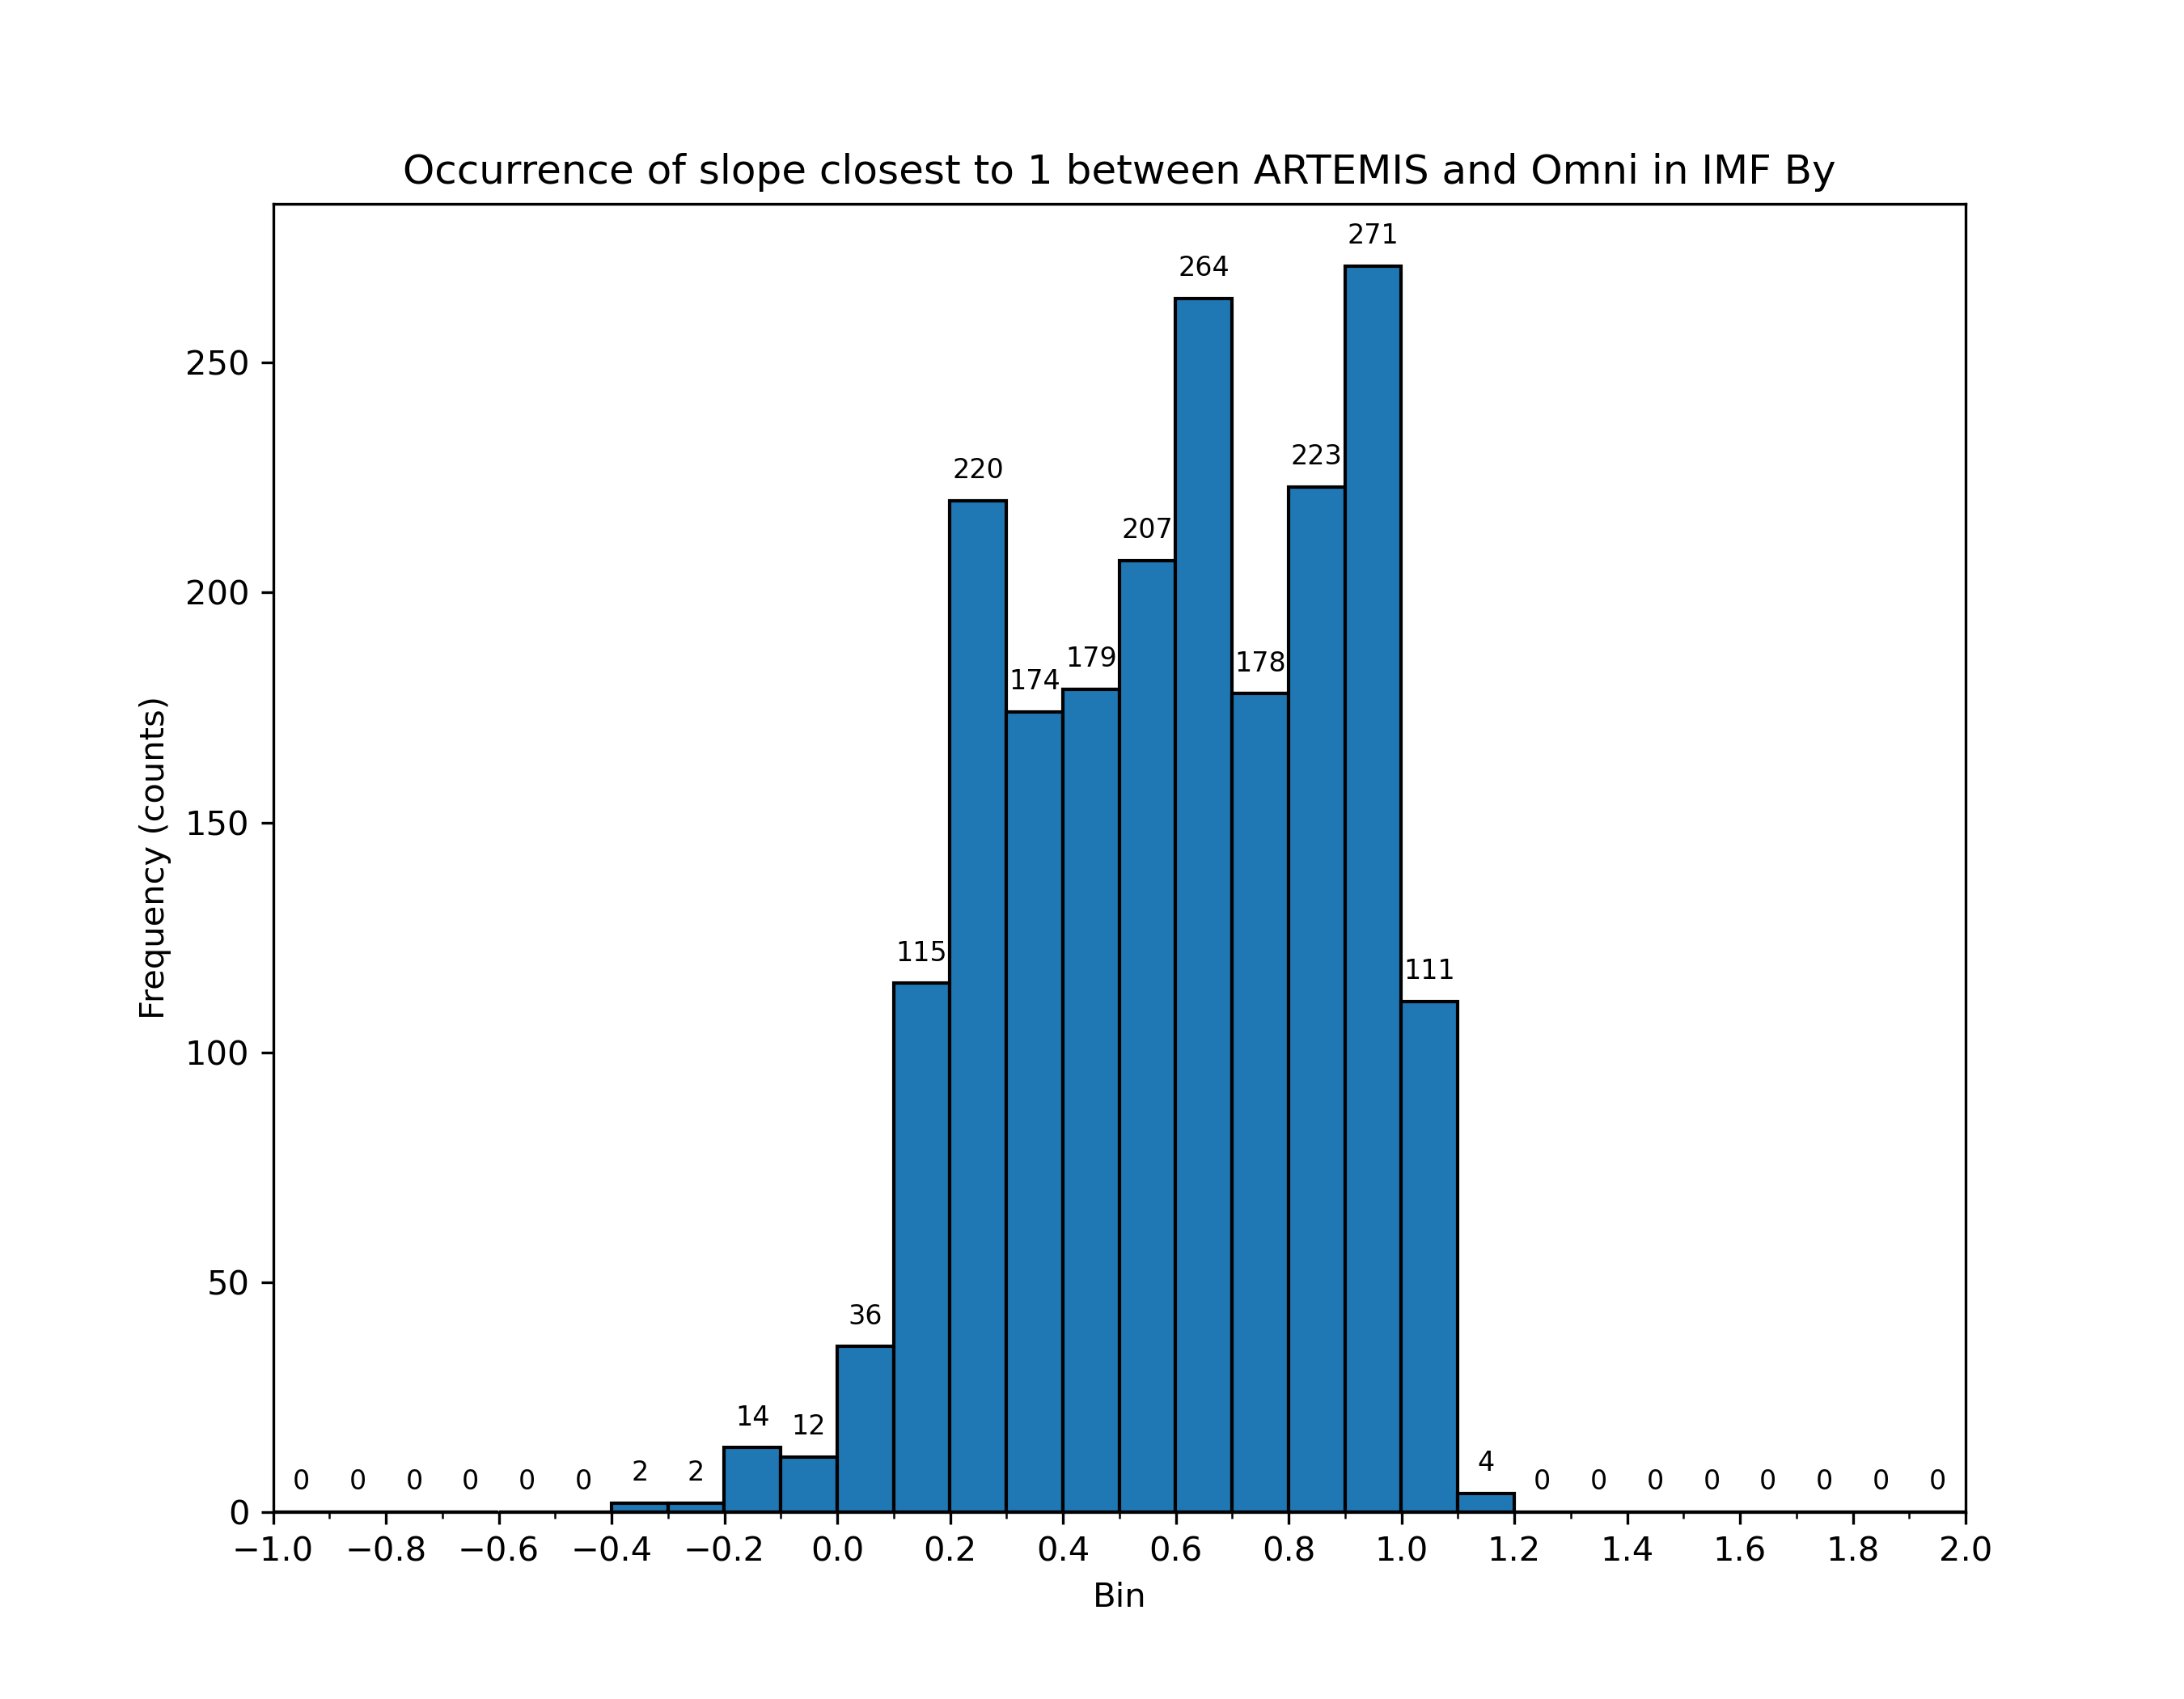 Occurrence of slope closest to 1 between ARTEMIS and Omni in IMF By
Frequency (counts)
250
200
150
100
50
0
0 0 0 0 0 0 2 2 14 12 36 115 220 174 179 207 264 178 223 271 111 4 0 0 0 0 0 0 0 0
−1.0 −0.8 −0.6 −0.4 −0.2 0.0 0.2 0.4 0.6 0.8 1.0 1.2 1.4 1.6 1.8 2.0
Bin